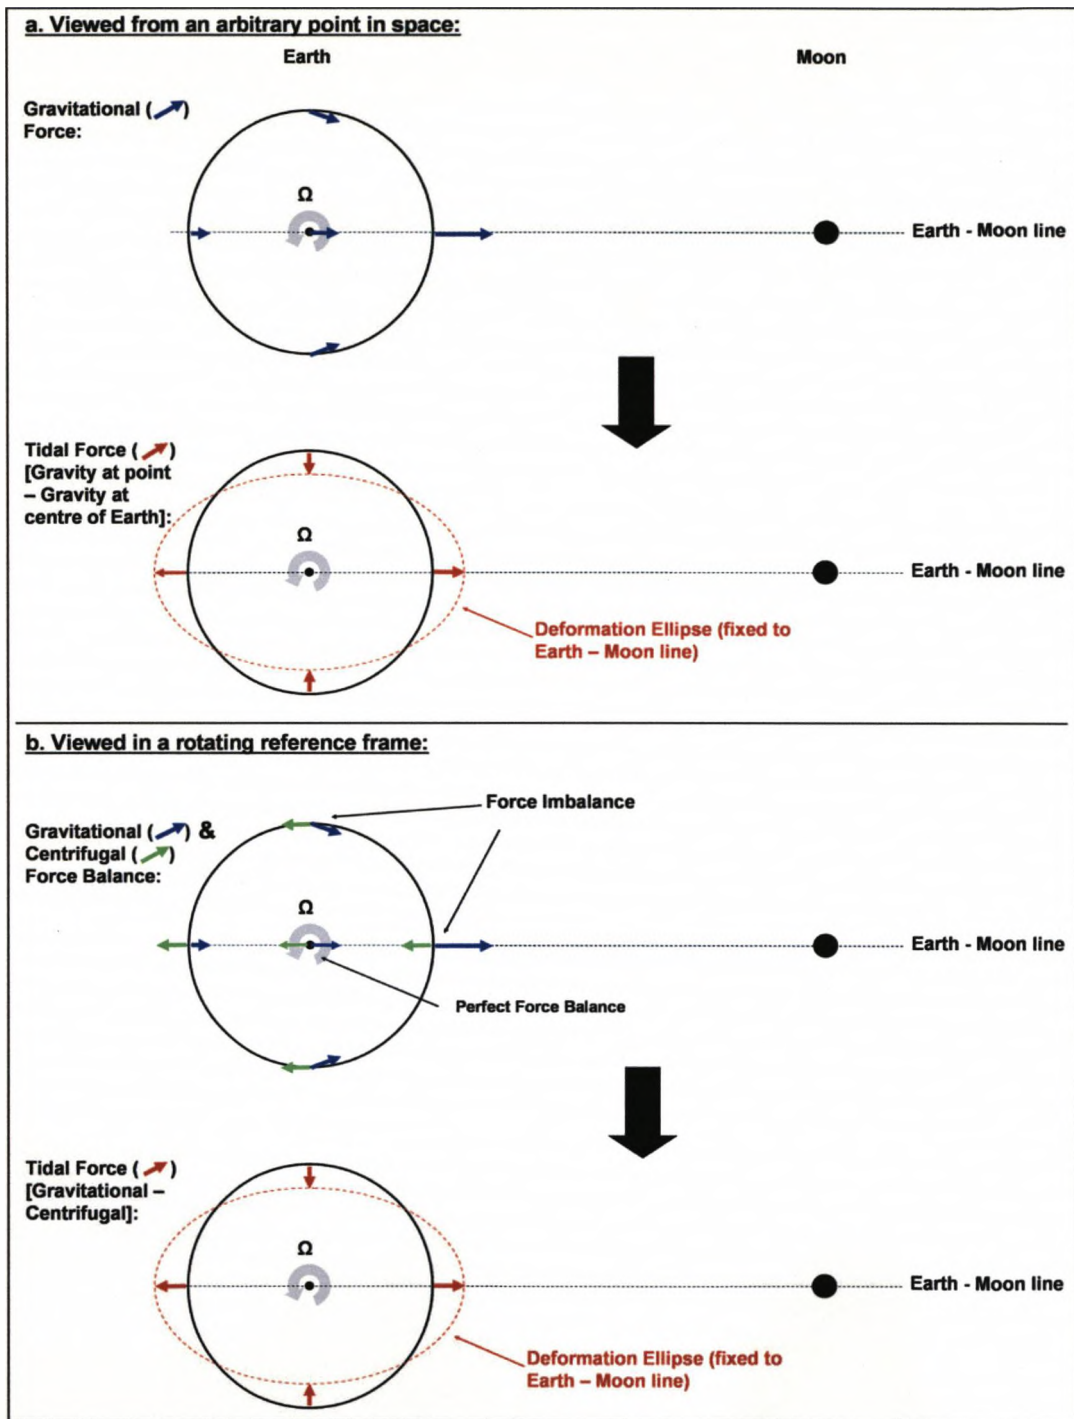 a. Viewed from an arbitrary point in space:
Earth
Moon
Gravitational ( )
Force:
Ω
Earth - Moon line
Tidal Force ( )
[Gravity at point
– Gravity at
centre of Earth]:
Ω
Earth - Moon line
Deformation Ellipse (fixed to
Earth – Moon line)
b. Viewed in a rotating reference frame:
Force Imbalance
Gravitational ( ) &
Centrifugal ( )
Force Balance:
Ω
Earth - Moon line
Perfect Force Balance
Tidal Force ( )
[Gravitational –
Centrifugal]:
Ω
Earth - Moon line
Deformation Ellipse (fixed to
Earth – Moon line)